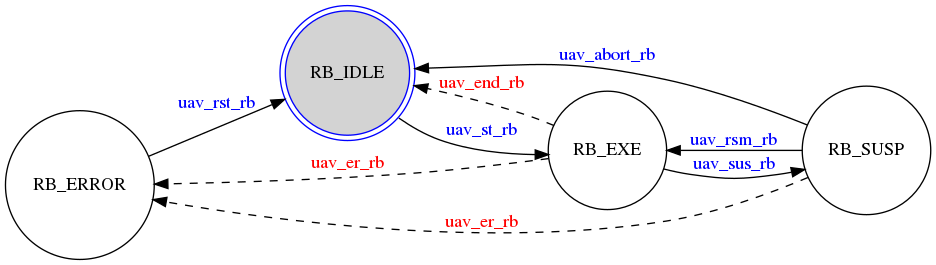 uav_abort_rb
RB_IDLE
uav_end_rb
uav_rst_rb
uav_st_rb
uav_rsm_rb
RB_EXE
RB_SUSP
uav_er_rb
uav_sus_rb
RB_ERROR
uav_er_rb